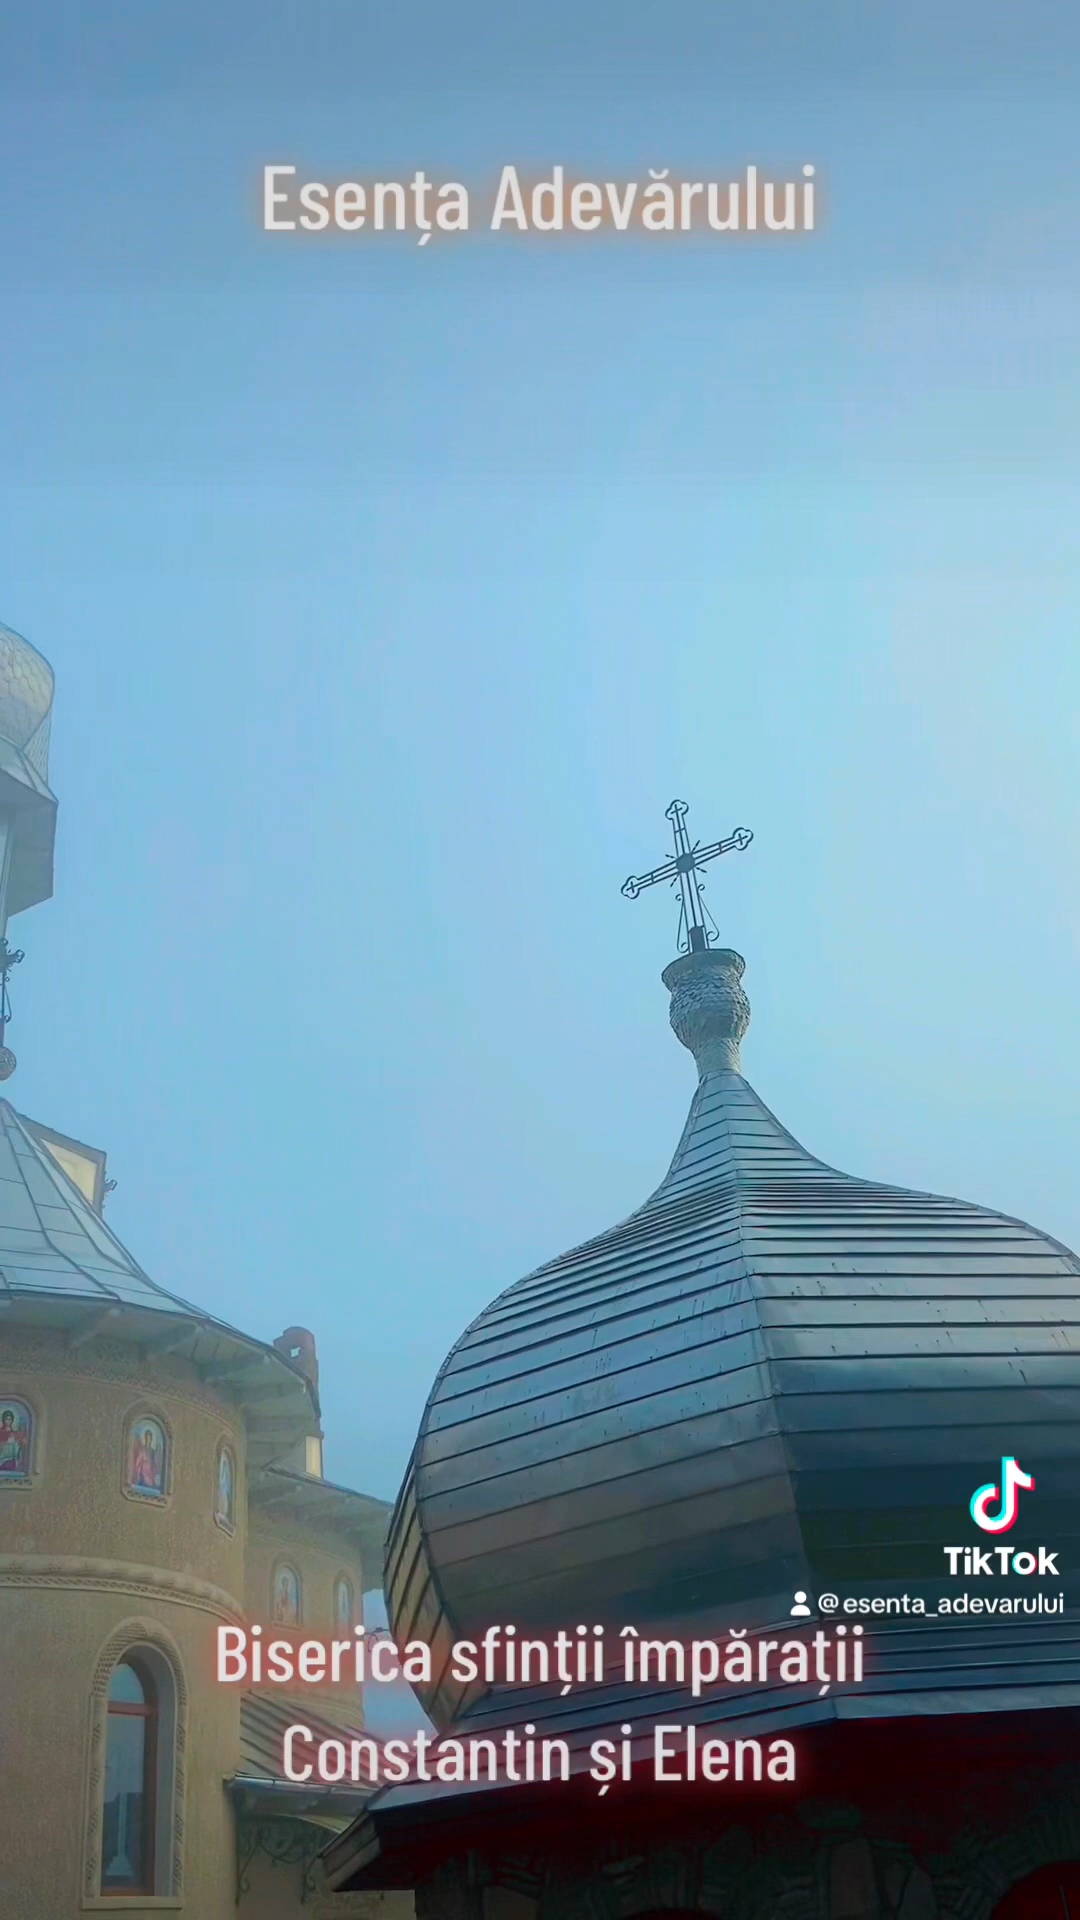 Esența Adevărului
TikTok
@esenta_adevarului
Biserica sfinții împărații
Constantin și Elena